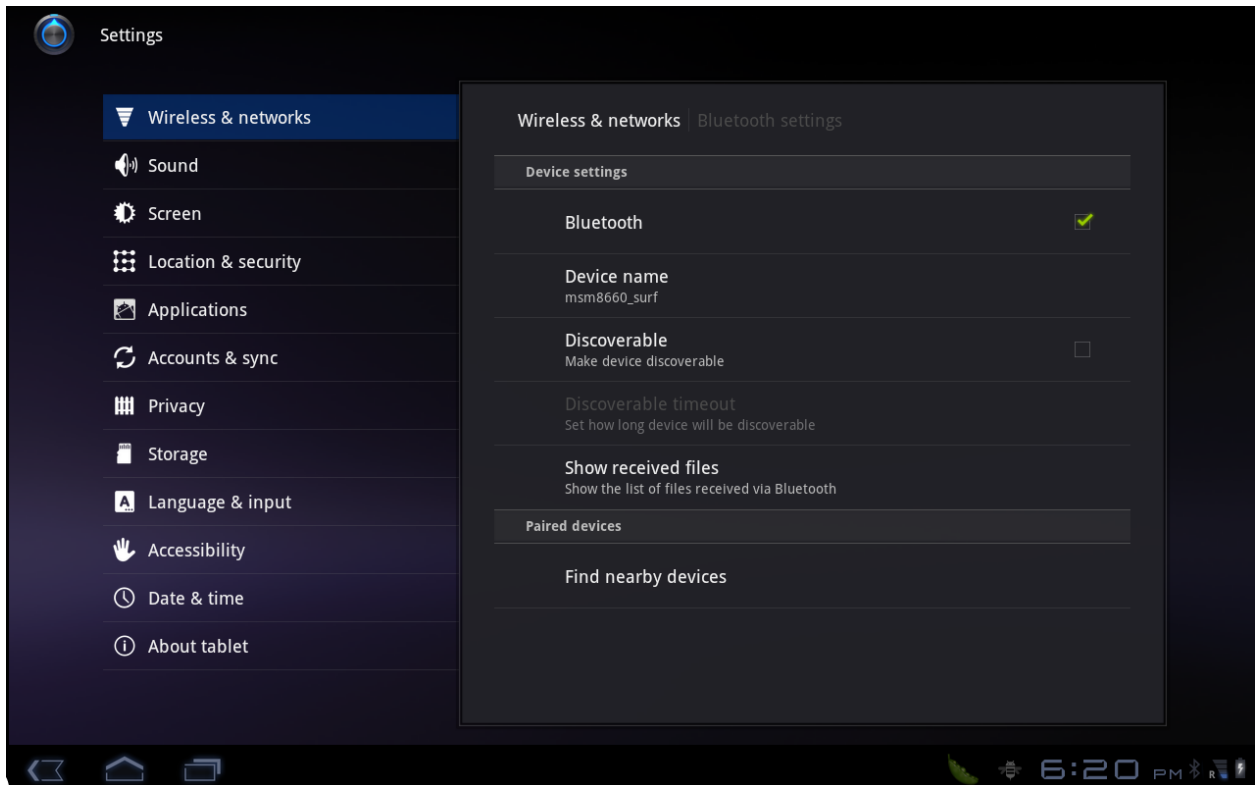 Settings
Wireless & networks
Sound
Screen
Location & security
Applications
Accounts & sync
Privacy
Storage
Language & input
Accessibility
Date & time
About tablet
Wireless & networks Bluetooth settings
Device settings
Bluetooth
Device name
msm8660_surf
Discoverable
Make device discoverable
Discoverable timeout
Set how long device will be discoverable
Show received files
Show the list of files received via Bluetooth
Paired devices
Find nearby devices
6:20 PM R